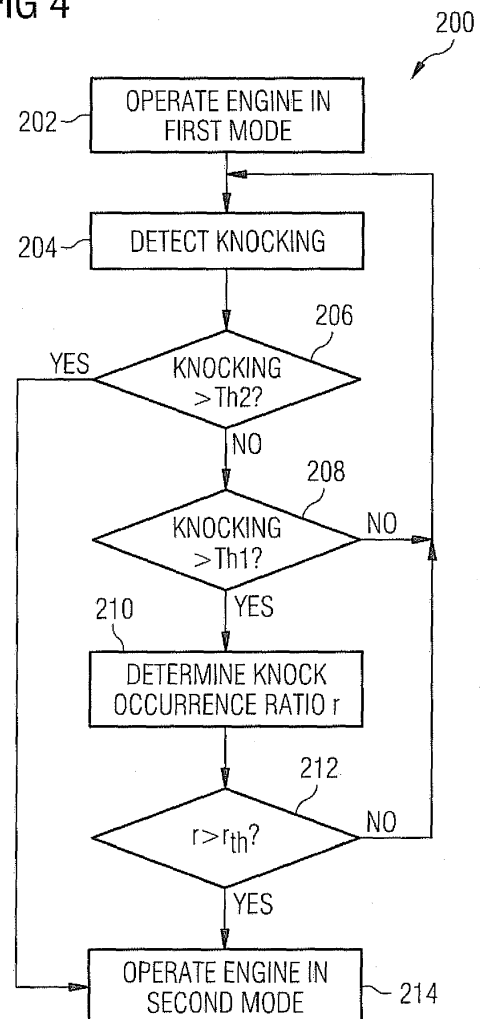 FIG 4
200
OPERATE ENGINE IN
FIRST MODE
202
DETECT KNOCKING
204
206
YES
KNOCKING
>Th2?
NO
208
KNOCKING
>Th1?
NO
YES
210
DETERMINE KNOCK
OCCURRENCE RATIO r
212
r>rth?
NO
YES
OPERATE ENGINE IN
SECOND MODE
214